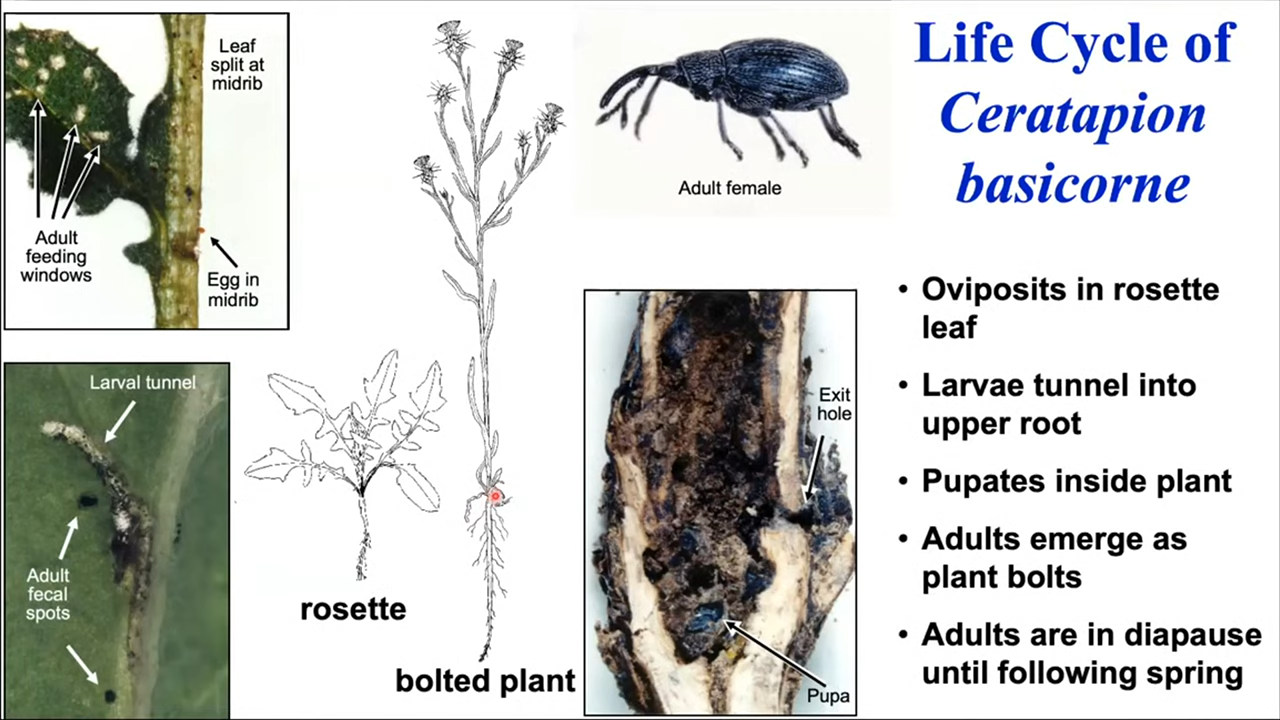 Life Cycle of
Ceratapion
basicorne
Leaf
split at
midrib
Adult
feeding
windows
Egg in
midrib
Adult female
Larval tunnel
Adult
fecal
spots
rosette
bolted plant
Exit
hole
Pupa
• Oviposits in rosette
leaf
• Larvae tunnel into
upper root
• Pupates inside plant
• Adults emerge as
plant bolts
• Adults are in diapause
until following spring